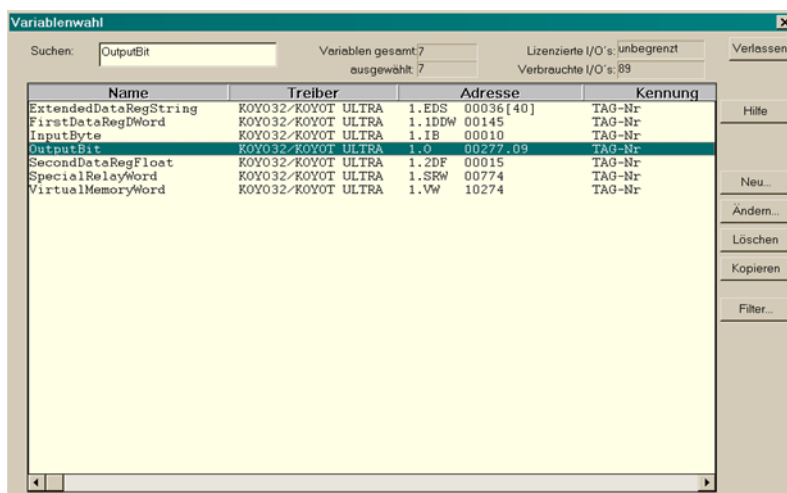 Variablenwahl
Suchen: OutputBit Variablen gesamt: 7 Lizenzierte I/O's: unbegrenzt Verlassen
ausgewählt: 7 Verbrauchte I/O's: 89
Name Treiber Adresse Kennung
ExtendedDataRegString KOYO32/KOYOT ULTRA 1.EDS 00036[40] TAG-Nr
FirstDataRegDWord KOYO32/KOYOT ULTRA 1.1DDW 00145 TAG-Nr
InputByte KOYO32/KOYOT ULTRA 1.IB 00010 TAG-Nr
OutputBit KOYO32/KOYOT ULTRA 1.O 00277.09 TAG-Nr
SecondDataRegFloat KOYO32/KOYOT ULTRA 1.2DF 00015 TAG-Nr
SpecialRelayWord KOYO32/KOYOT ULTRA 1.SRW 00774 TAG-Nr
VirtualMemoryWord KOYO32/KOYOT ULTRA 1.VW 10274 TAG-Nr
Hilfe
Neu...
Ändern...
Löschen
Kopieren
Filter...